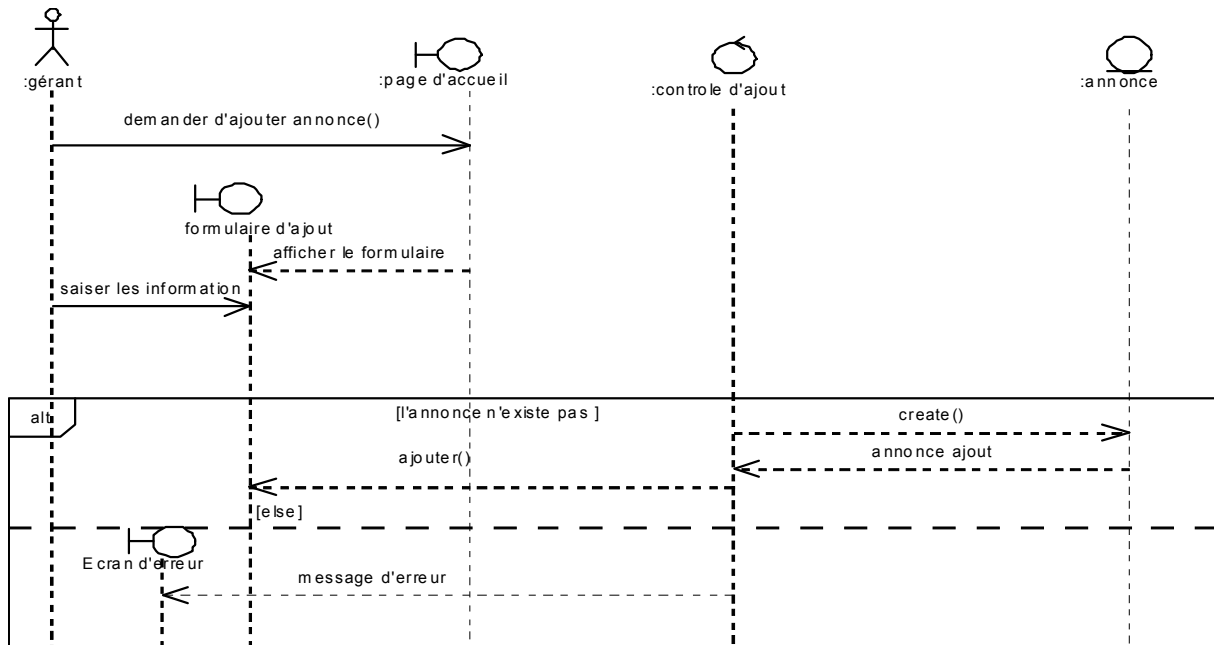 :gérant
:page d'accueil
:controle d'ajout
:annonce
demander d'ajouter annonce()
formulaire d'ajout
afficher le formulaire
saiser les information
alt
[l'annonce n'existe pas ]
create()
annonce ajout
ajouter()
[else]
Ecran d'erreur
message d'erreur